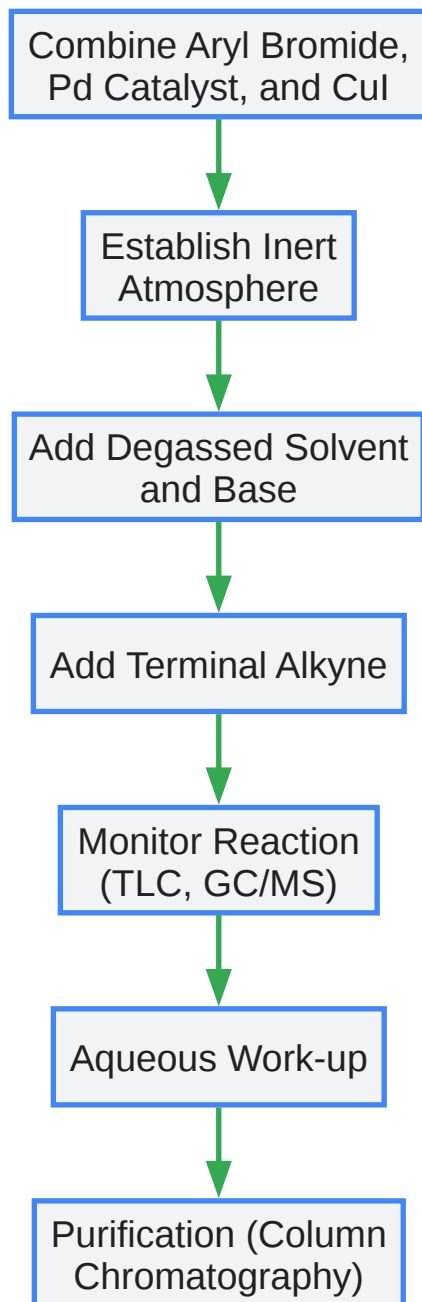 Combine Aryl Bromide,
Pd Catalyst, and CuI
Establish Inert
Atmosphere
Add Degassed Solvent
and Base
Add Terminal Alkyne
Monitor Reaction
(TLC, GC/MS)
Aqueous Work-up
Purification (Column
Chromatography)